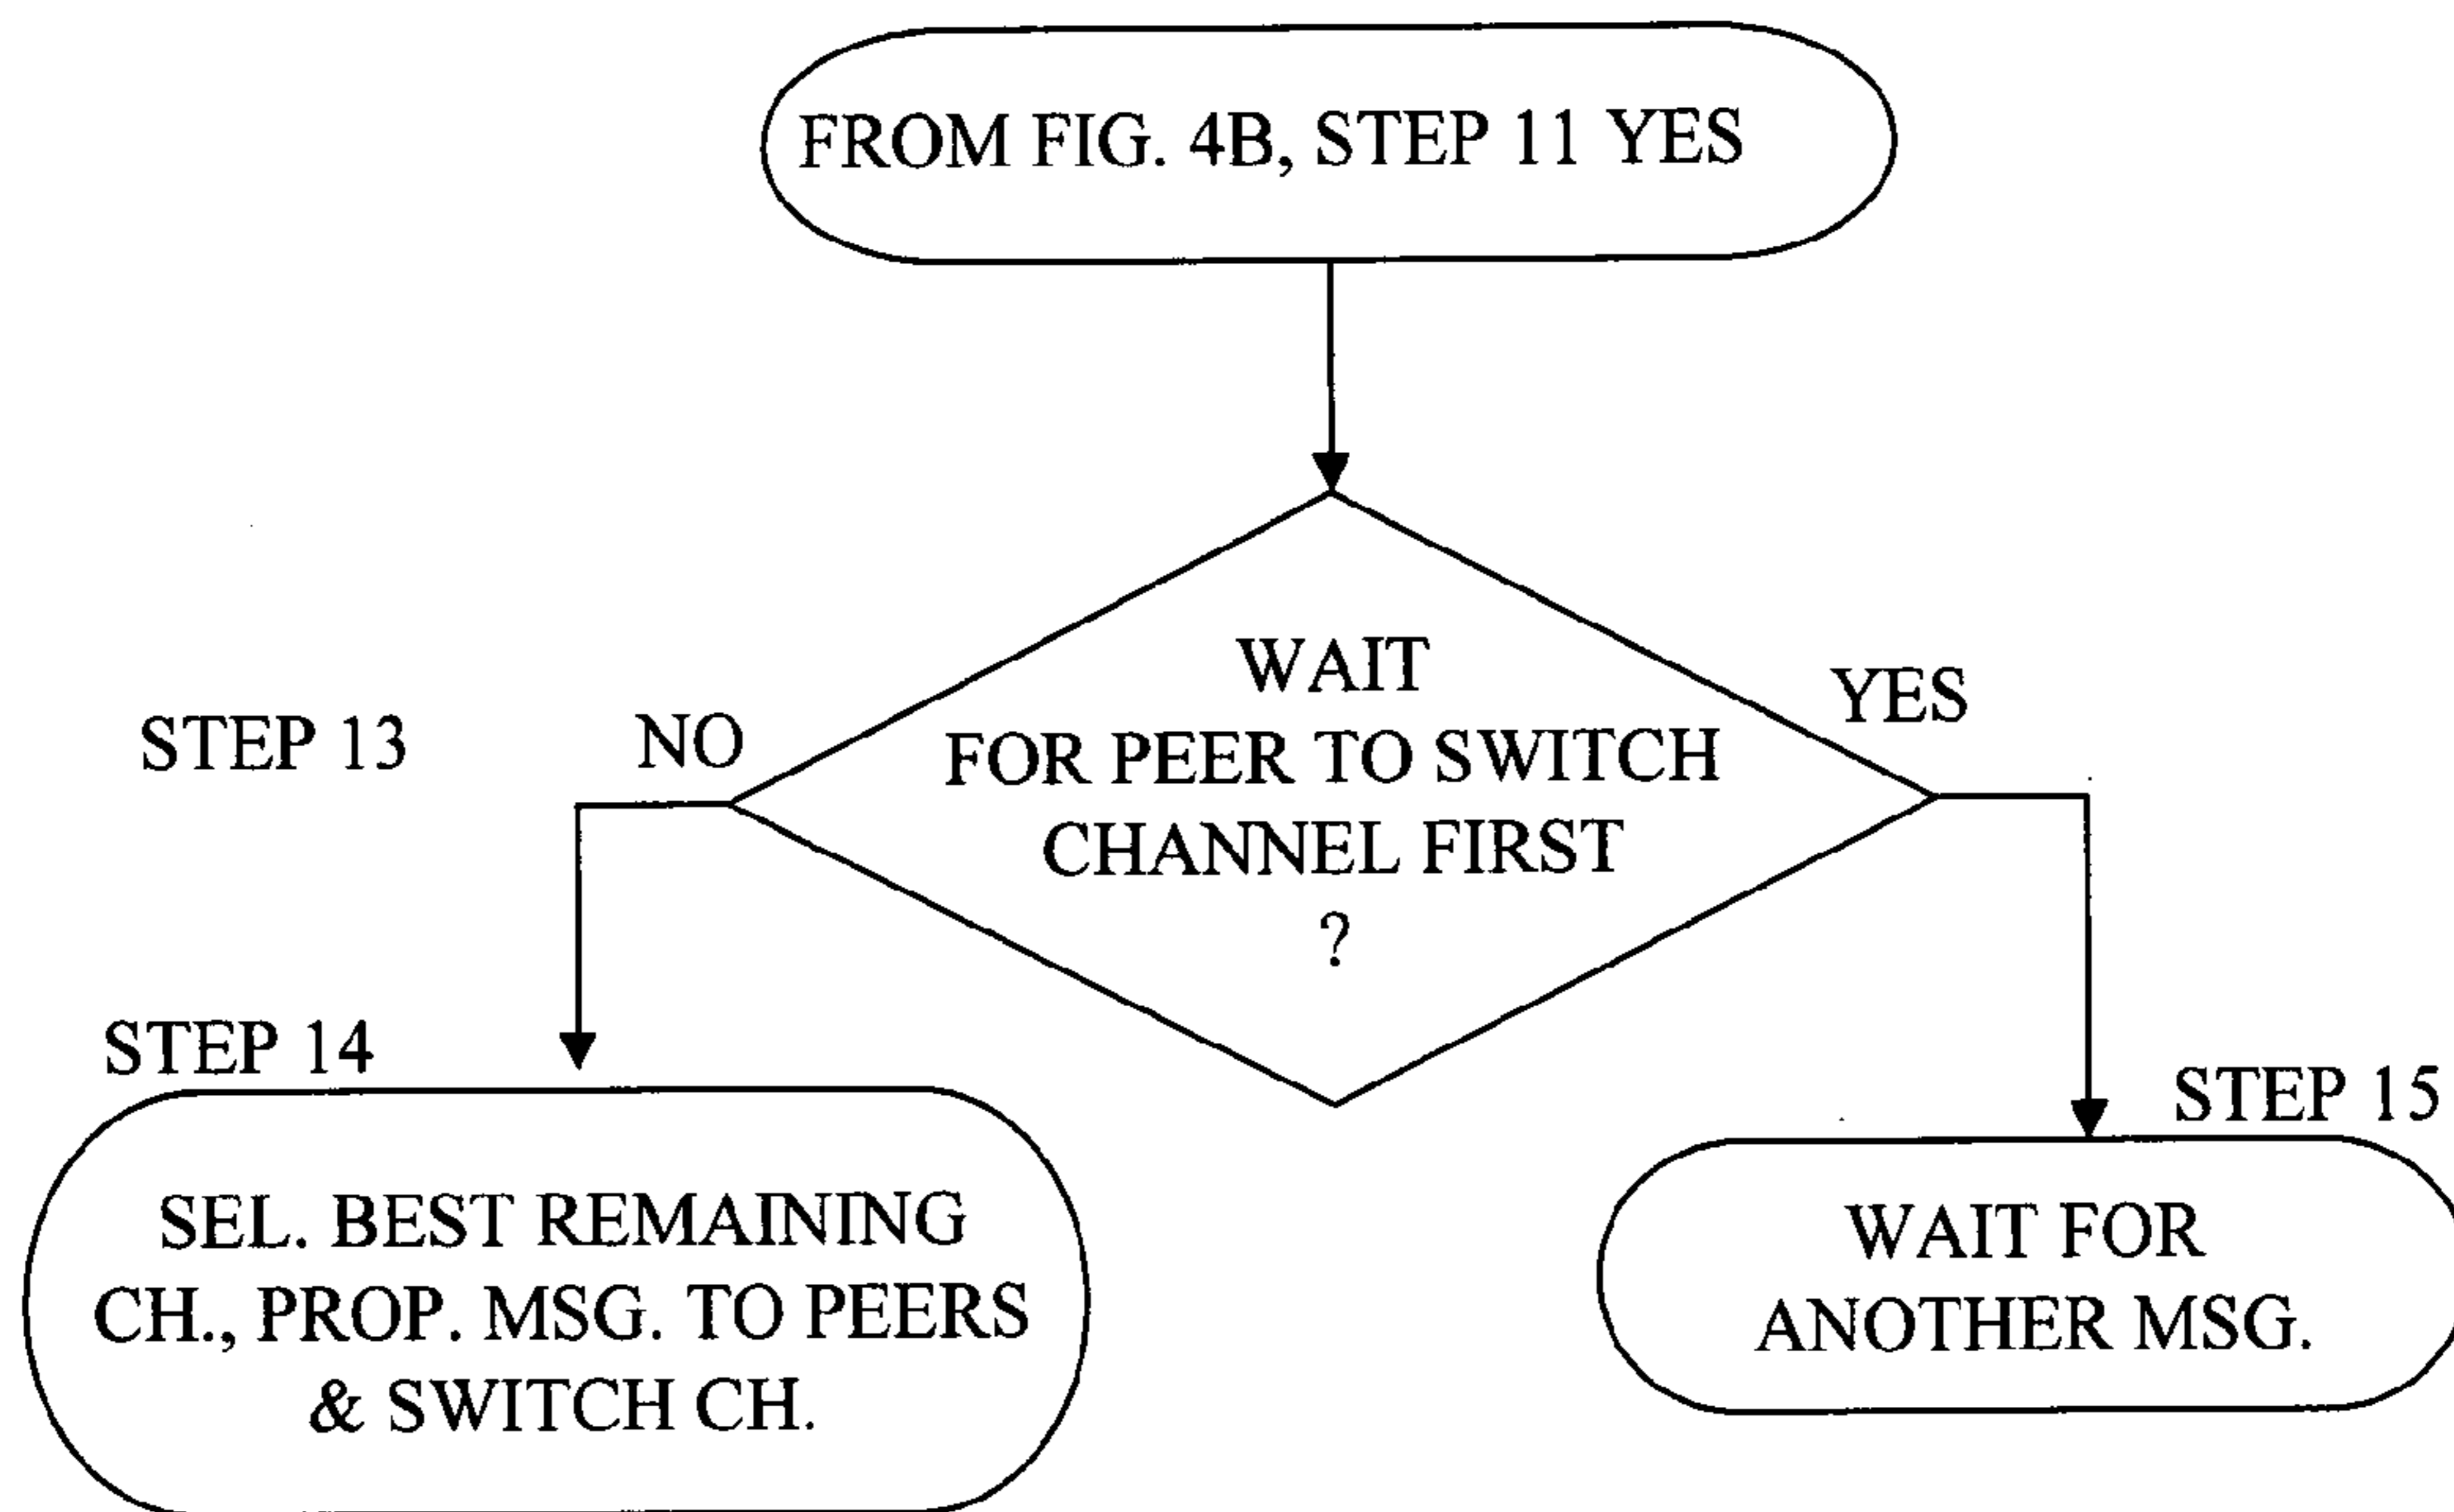 FROM FIG. 4B, STEP 11 YES
WAIT
FOR PEER TO SWITCH
CHANNEL FIRST
?
STEP 13
NO
YES
STEP 14
SEL. BEST REMAINING
CH., PROP. MSG. TO PEERS
& SWITCH CH.
STEP 15
WAIT FOR
ANOTHER MSG.